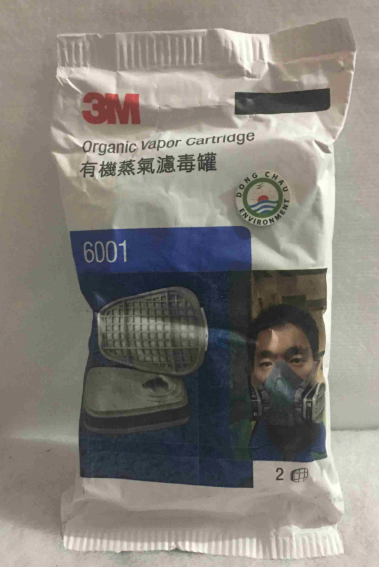 3M
Organic Vapor Cartridge
有機蒸氣濾毒罐
DONG CHAU
ENVIRONMENT
6001
2